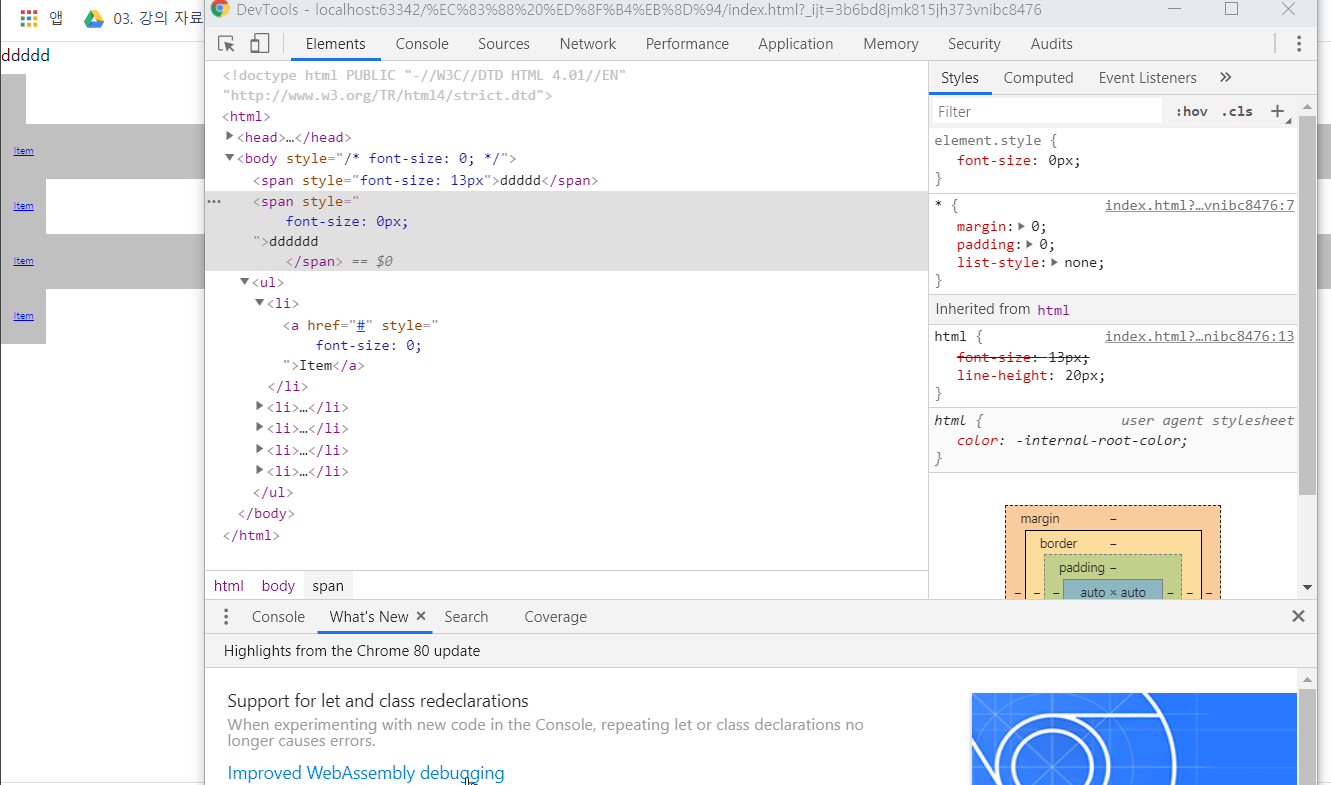 DevTools - localhost:63342/%EC%83%88%20%ED%8F%B4%EB%8D%94/index.html?_ijt=3b6bd8jmk815jh373vnibc8476
앱 03. 강의 자료
ddddd
Item
Item
Item
Item
Elements Console Sources Network Performance Application Memory Security Audits
<!doctype html PUBLIC "-//W3C//DTD HTML 4.01//EN"
"http://www.w3.org/TR/html4/strict.dtd">
<html>
<head>…</head>
<body style="/* font-size: 0; */">
<span style="font-size: 13px">ddddd</span>
<span style="
font-size: 0px;
">dddddd
</span> == $0
<ul>
<li>
<a href="#" style="
font-size: 0;
">Item</a>
</li>
<li>…</li>
<li>…</li>
<li>…</li>
<li>…</li>
</ul>
</body>
</html>
html body span
Styles Computed Event Listeners »
Filter :hov .cls +
element.style {
font-size: 0px;
}
* { index.html?…vnibc8476:7
margin: 0;
padding: 0;
list-style: none;
}
Inherited from html
html { index.html?…nibc8476:13
font-size: 13px;
line-height: 20px;
}
html { user agent stylesheet
color: -internal-root-color;
}
margin –
border –
padding –
– – – auto × auto – – –
Console What's New × Search Coverage
Highlights from the Chrome 80 update
Support for let and class redeclarations
When experimenting with new code in the Console, repeating let or class declarations no
longer causes errors.
Improved WebAssembly debugging